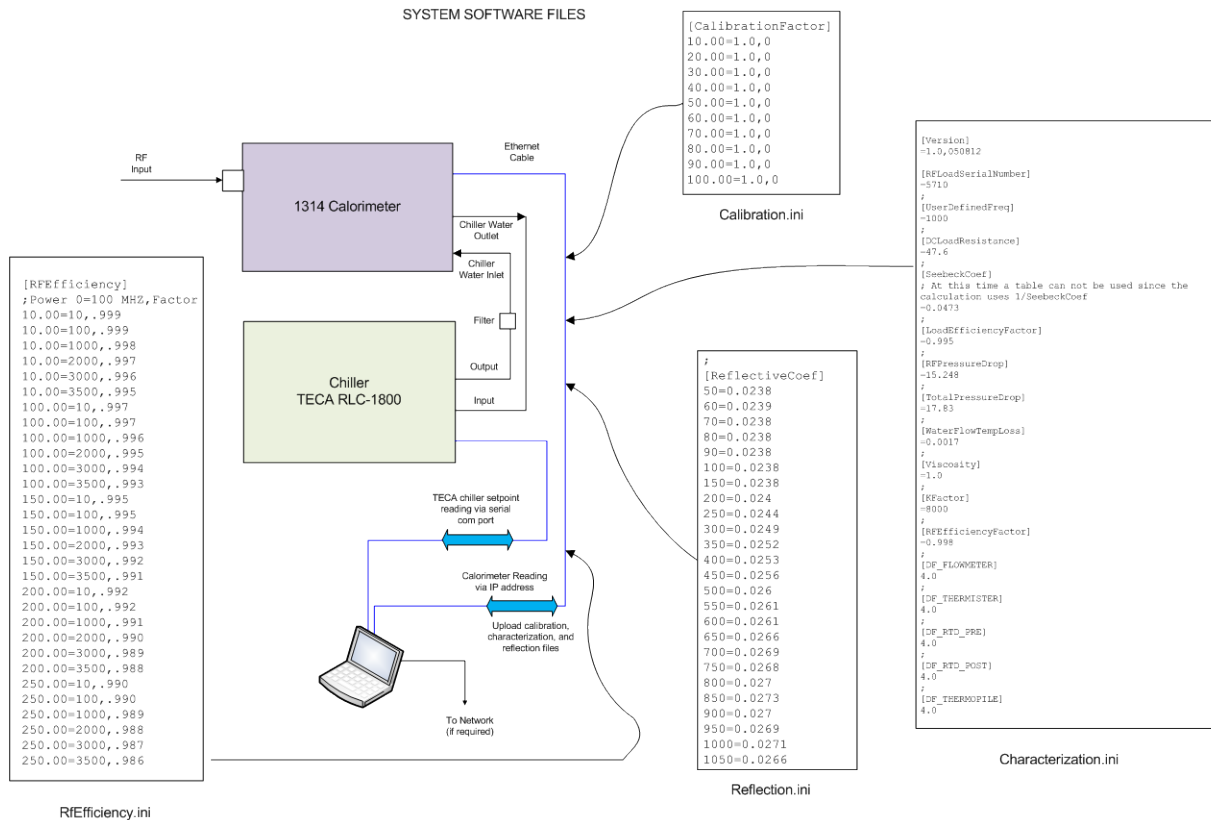 SYSTEM SOFTWARE FILES
[CalibrationFactor]
10.00=1.0,0
20.00=1.0,0
30.00=1.0,0
40.00=1.0,0
50.00=1.0,0
60.00=1.0,0
70.00=1.0,0
80.00=1.0,0
90.00=1.0,0
100.00=1.0,0
Calibration.ini
RF
Input
1314 Calorimeter
Ethernet
Cable
Chiller Water
Outlet
Chiller
Water Inlet
Filter
Output
Input
Chiller
TECA RLC-1800
TECA chiller setpoint
reading via serial
com port
Calorimeter Reading
via IP address
Upload calibration,
characterization, and
reflection files
To Network
(if required)
[RFEfficiency]
;Power 0=100 MHZ,Factor
10.00=10,.999
10.00=100,.999
10.00=1000,.998
10.00=2000,.997
10.00=3000,.996
10.00=3500,.995
100.00=10,.997
100.00=100,.997
100.00=1000,.996
100.00=2000,.995
100.00=3000,.994
100.00=3500,.993
150.00=10,.995
150.00=100,.995
150.00=1000,.994
150.00=2000,.993
150.00=3000,.992
150.00=3500,.991
200.00=10,.992
200.00=100,.992
200.00=1000,.991
200.00=2000,.990
200.00=3000,.989
200.00=3500,.988
250.00=10,.990
250.00=100,.990
250.00=1000,.989
250.00=2000,.988
250.00=3000,.987
250.00=3500,.986
RfEfficiency.ini
;
[ReflectiveCoef]
50=0.0238
60=0.0239
70=0.0238
80=0.0238
90=0.0238
100=0.0238
150=0.0238
200=0.024
250=0.0244
300=0.0249
350=0.0252
400=0.0253
450=0.0256
500=0.026
550=0.0261
600=0.0261
650=0.0266
700=0.0269
750=0.0268
800=0.027
850=0.0273
900=0.027
950=0.0269
1000=0.0271
1050=0.0266
Reflection.ini
[Version]
=1.0,050812
[RFLoadSerialNumber]
=5710
;
[UserDefinedFreq]
=1000
;
[DCLoadResistance]
=47.6
;
[SeebeckCoef]
; At this time a table can not be used since the
calculation uses 1/SeebeckCoef
=0.0473
;
[LoadEfficiencyFactor]
=0.995
;
[RFPressureDrop]
=15.248
;
[TotalPressureDrop]
=17.83
;
[WaterFlowTempLoss]
=0.0017
;
[Viscosity]
=1.0
;
[KFactor]
=8000
;
[RFEfficiencyFactor]
=0.998
;
[DF_FLOWMETER]
4.0
;
[DF_THERMISTER]
4.0
;
[DF_RTD_PRE]
4.0
;
[DF_RTD_POST]
4.0
;
[DF_THERMOPILE]
4.0
Characterization.ini